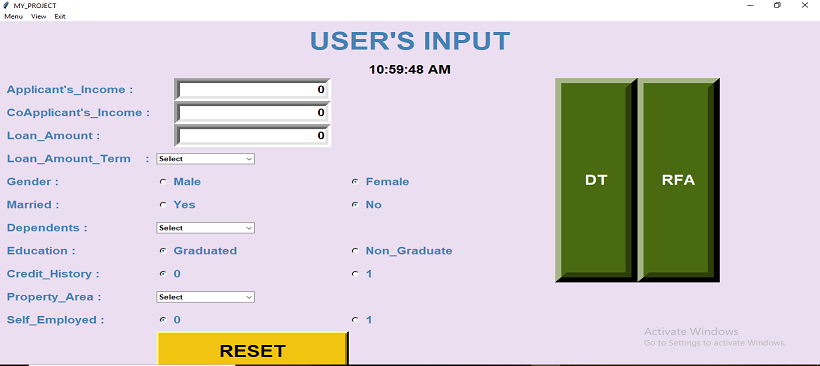 MY_PROJECT
Menu View Exit
USER'S INPUT
10:59:48 AM
Applicant's_Income : 0
CoApplicant's_Income : 0
Loan_Amount : 0
Loan_Amount_Term : Select
Gender : Male Female
Married : Yes No
Dependents : Select
Education : Graduated Non_Graduate
Credit_History : 0 1
Property_Area : Select
Self_Employed : 0 1
RESET
DT RFA
Activate Windows
Go to Settings to activate Windows.